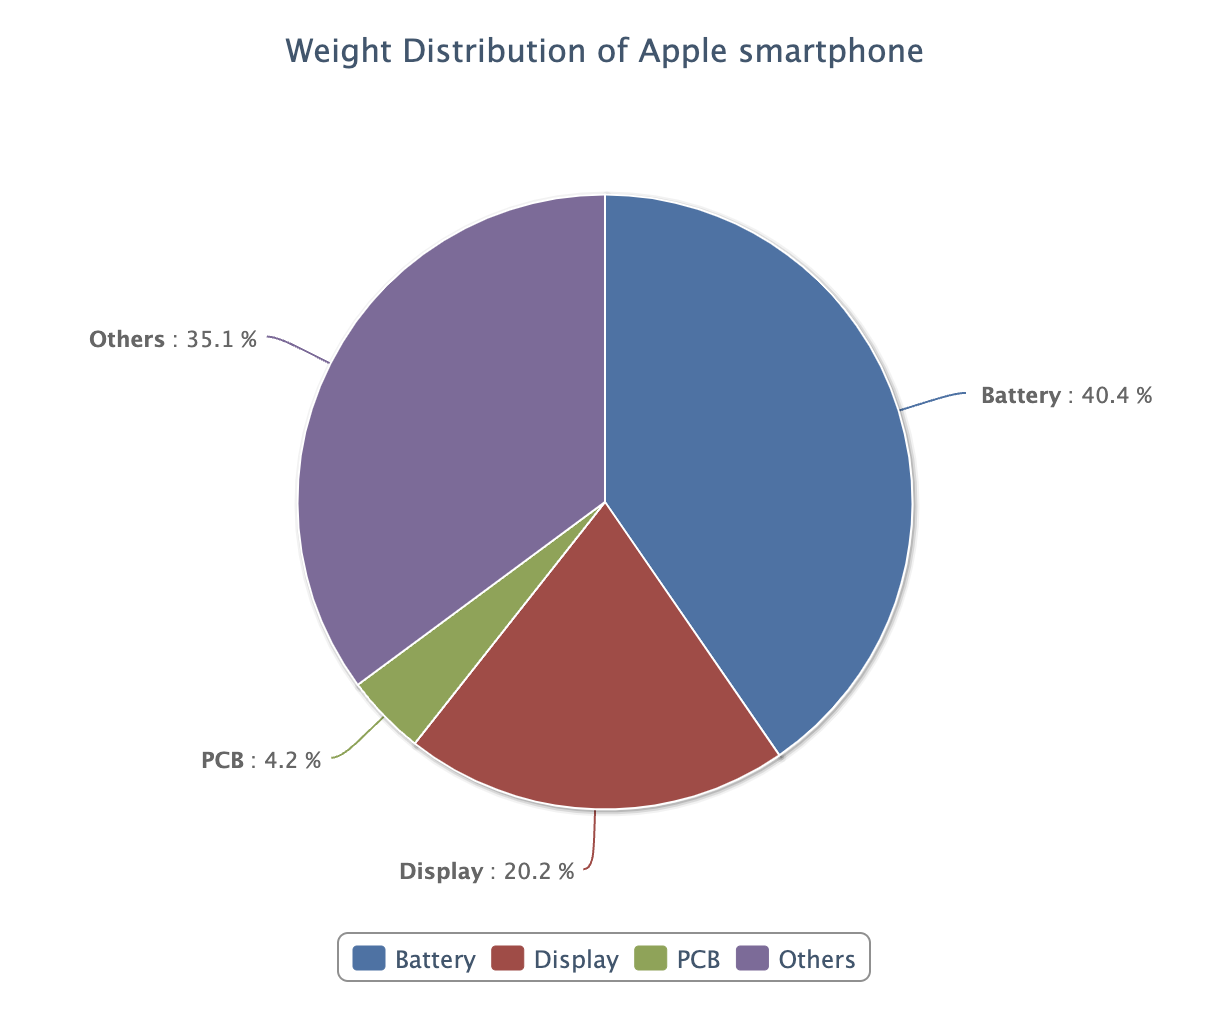 Weight Distribution of Apple smartphone
Others : 35.1 %
Battery : 40.4 %
PCB : 4.2 %
Display : 20.2 %
Battery Display PCB Others